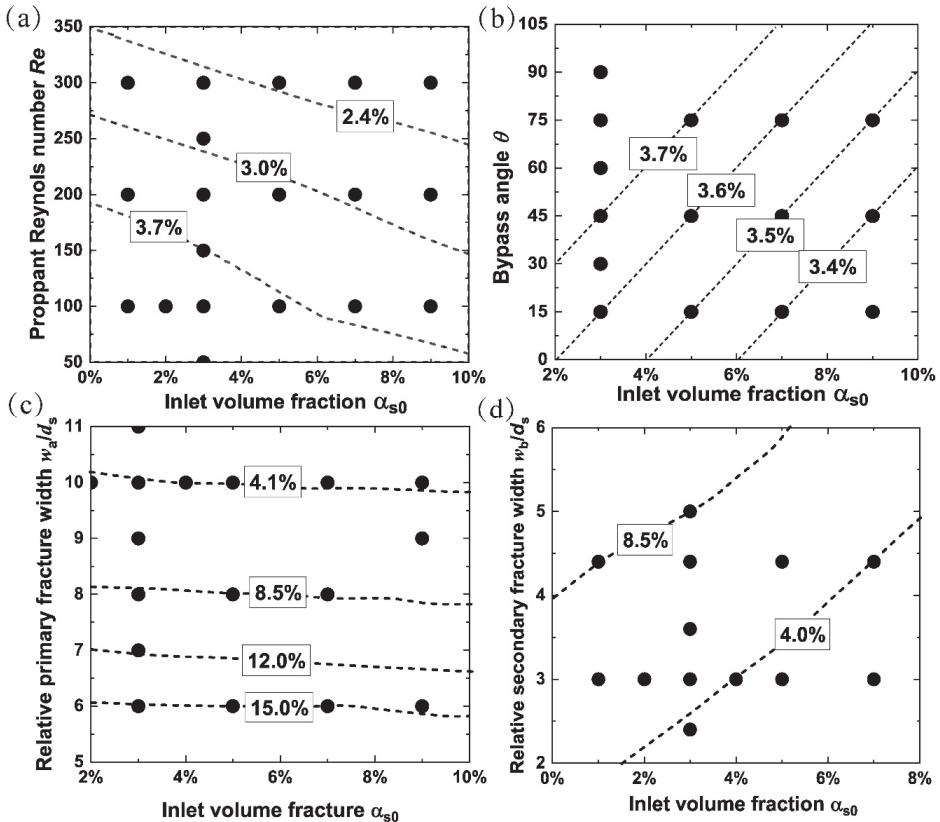 (a)
Proppant Reynols number Re
350
300
250
200
150
100
50
2.4%
3.0%
3.7%
0% 2% 4% 6% 8% 10%
Inlet volume fraction αs0
(b)
Bypass angle θ
105
90
75
60
45
30
15
0
3.7%
3.6%
3.5%
3.4%
2% 4% 6% 8% 10%
Inlet volume fraction αs0
(c)
Relative primary fracture width wa/ds
11
10
9
8
7
6
5
4.1%
8.5%
12.0%
15.0%
2% 4% 6% 8% 10%
Inlet volume fracture αs0
(d)
Relative secondary fracture width wb/ds
6
5
4
3
2
8.5%
4.0%
0% 2% 4% 6% 8%
Inlet volume fraction αs0